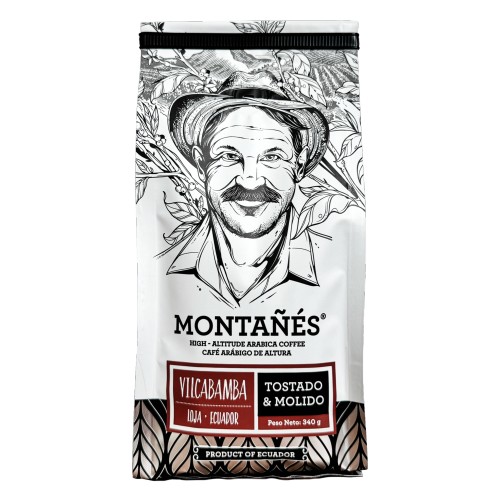 MONTAÑÉS®
HIGH - ALTITUDE ARABICA COFFEE
CAFÉ ARÁBIGO DE ALTURA
VILCABAMBA
LOJA · ECUADOR
TOSTADO
& MOLIDO
Peso Neto: 340 g
PRODUCT OF ECUADOR